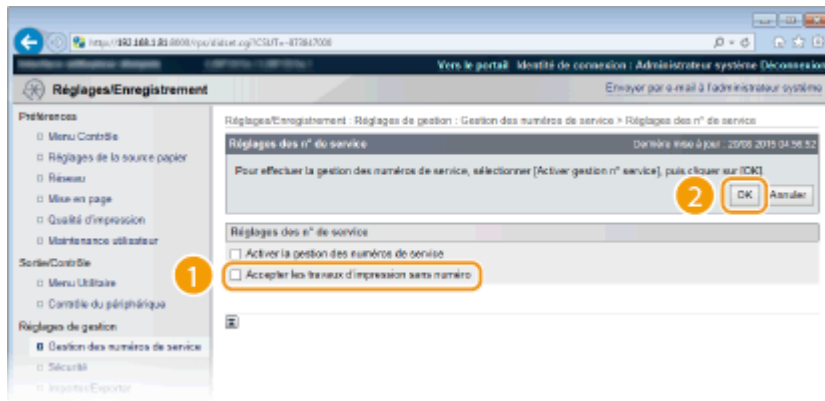 Vers le portail Identité de connexion : Administrateur système Déconnexion
Réglages/Enregistrement
Envoyer par e-mail à l'administrateur système
Préférences
Menu Contrôle
Réglages de la source papier
Réseau
Mise en page
Qualité d'impression
Maintenance utilisateur
Sortie/Contrôle
Menu Utilitaire
Contrôle du périphérique
Réglages de gestion
Gestion des numéros de service
Sécurité
Importer/Exporter
Réglages/Enregistrement : Réglages de gestion : Gestion des numéros de service > Réglages des n° de service
Réglages des n° de service
Dernière mise à jour : 2015 04:56:52
Pour effectuer la gestion des numéros de service, sélectionner [Activer gestion n° service], puis cliquer sur [OK].
2
OK
Annuler
Réglages des n° de service
Activer la gestion des numéros de service
1
Accepter les travaux d'impression sans numéro